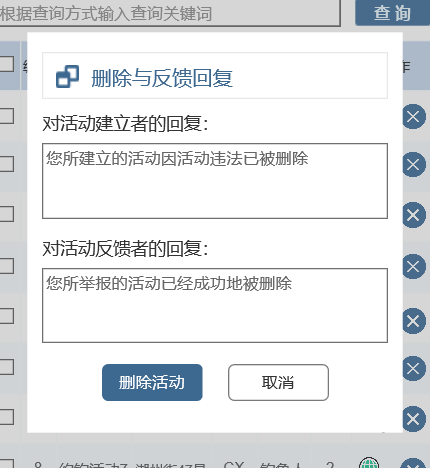 根据查询方式输入查询关键词
查 询
作
删除与反馈回复
对活动建立者的回复：
您所建立的活动因活动违法已被删除
对活动反馈者的回复：
您所举报的活动已经成功地被删除
删除活动
取消